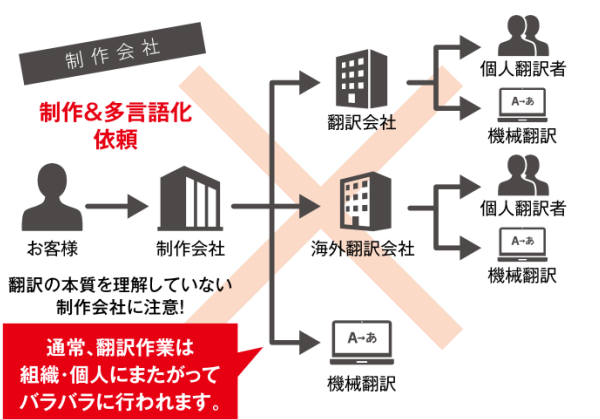 制作会社
制作&多言語化
依頼
お客様
制作会社
翻訳の本質を理解していない
制作会社に注意!
通常、翻訳作業は
組織・個人にまたがって
バラバラに行われます。
翻訳会社
個人翻訳者
A→あ
機械翻訳
海外翻訳会社
個人翻訳者
A→あ
機械翻訳
A→あ
機械翻訳